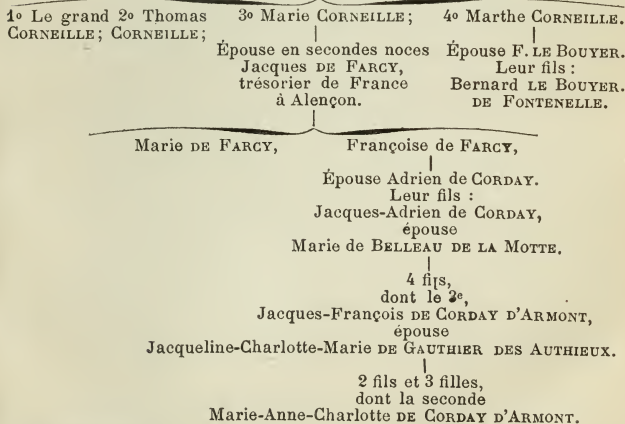 1o Le grand 2o Thomas 3o Marie CORNEILLE; 4o Marthe CORNEILLE.
CORNEILLE; CORNEILLE;
Épouse en secondes noces Épouse F. LE BOUYER.
Jacques DE FARCY, Leur fils :
trésorier de France Bernard LE BOUYER.
à Alençon. DE FONTENELLE.
Marie DE FARCY, Françoise de FARCY,
Épouse Adrien de CORDAY.
Leur fils :
Jacques-Adrien de CORDAY,
épouse
Marie de BELLEAU DE LA MOTTE.
4 fils,
dont le 3e,
Jacques-François DE CORDAY D'ARMONT,
épouse
Jacqueline-Charlotte-Marie DE GAUTHIER DES AUTHIEUX.
2 fils et 3 filles,
dont la seconde
Marie-Anne-Charlotte DE CORDAY D'ARMONT.